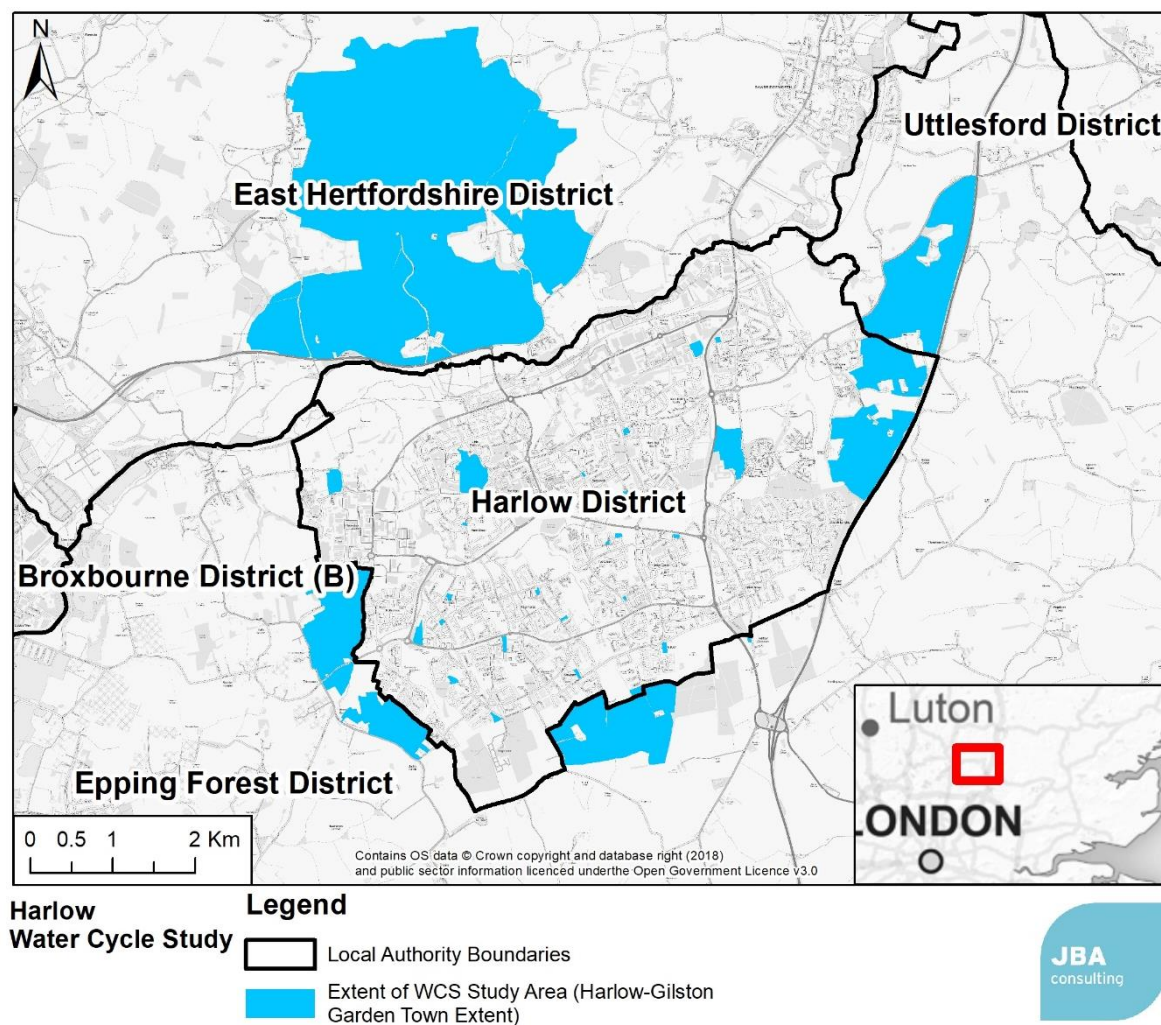 N
Uttlesford District
East Hertfordshire District
Harlow District
Broxbourne District (B)
Epping Forest District
0 0.5 1 2 Km
Contains OS data © Crown copyright and database right (2018)
and public sector information licenced underthe Open Government Licence v3.0
Luton
LONDON
Harlow
Water Cycle Study
Legend
Local Authority Boundaries
Extent of WCS Study Area (Harlow-Gilston
Garden Town Extent)
JBA
consulting